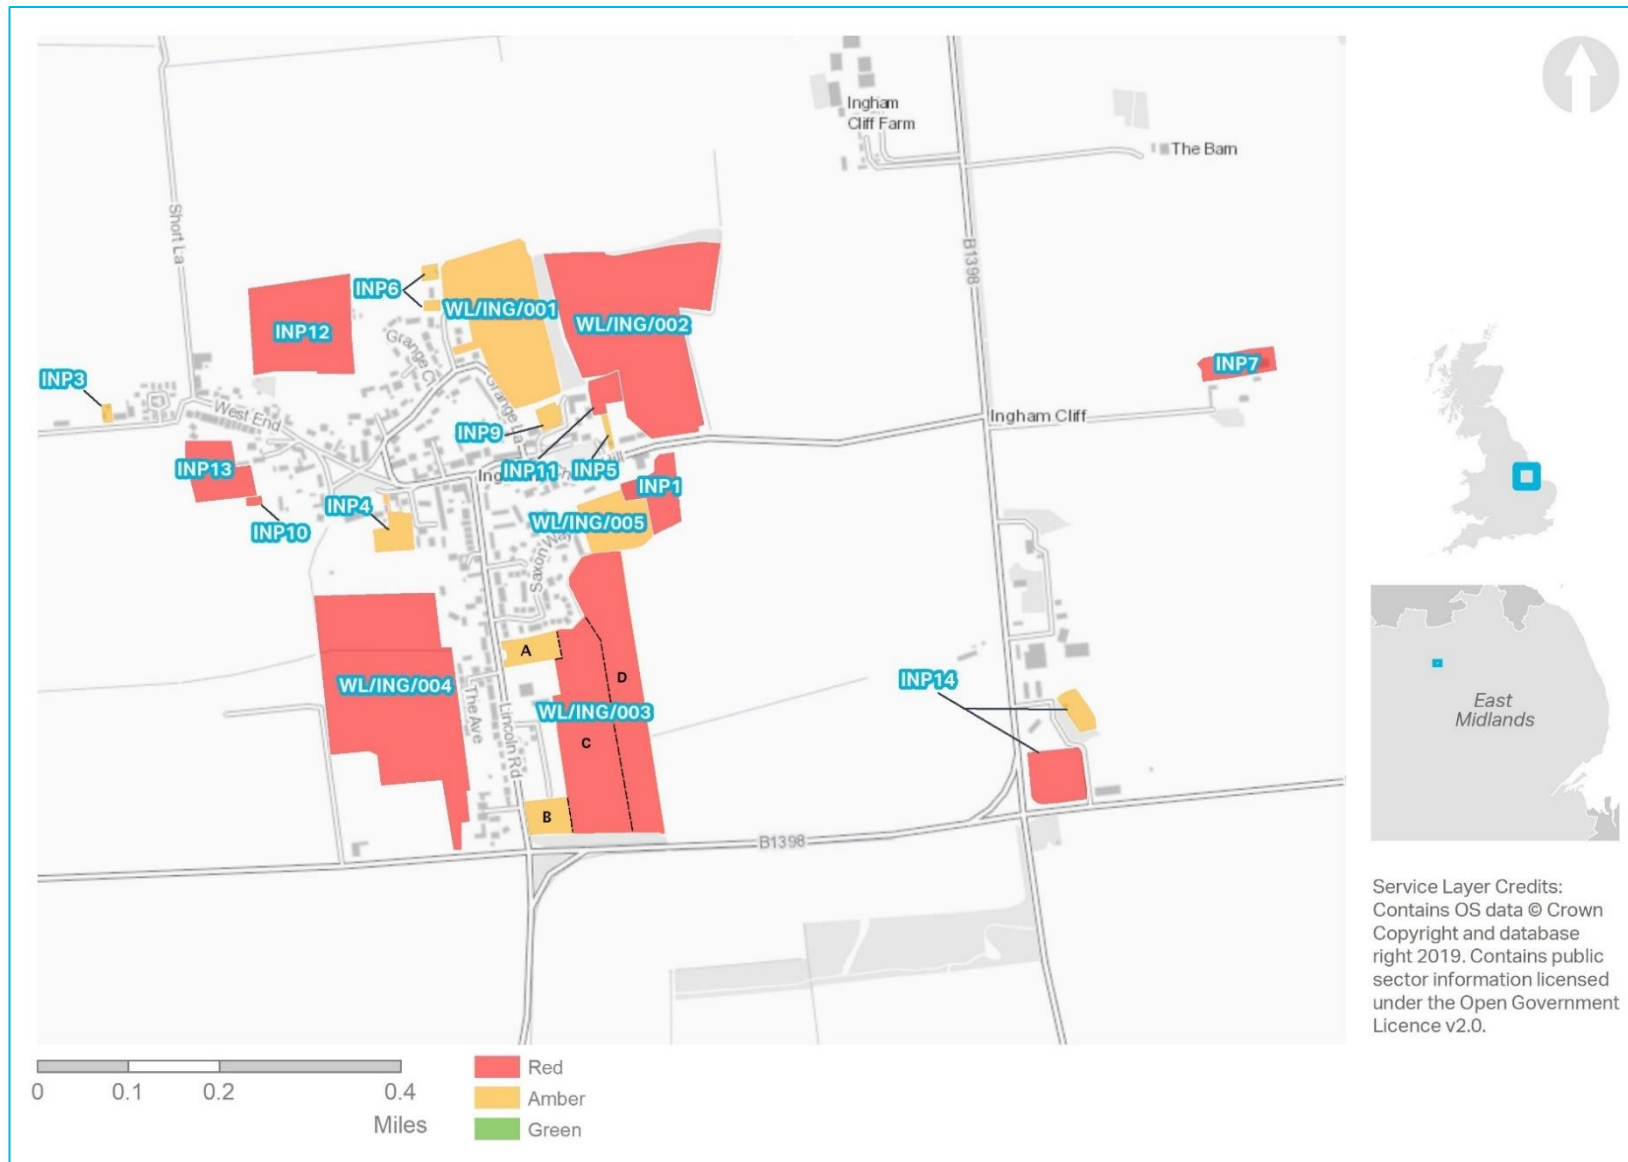 Ingham
Cliff Farm
The Barn
Short La
B1398
INP6
WL/ING/001
WL/ING/002
INP12
Grange Cl
INP7
INP3
Grange La
West End
Ingham Cliff
INP9
INP13
INP11
INP5
INP1
INP4
WL/ING/005
INP10
Saxon Way
A
D
INP14
WL/ING/004
WL/ING/003
The Ave
Lincoln Rd
C
B
B1398
East
Midlands
Service Layer Credits:
Contains OS data © Crown
Copyright and database
right 2019. Contains public
sector information licensed
under the Open Government
Licence v2.0.
0 0.1 0.2 0.4
Miles
Red
Amber
Green